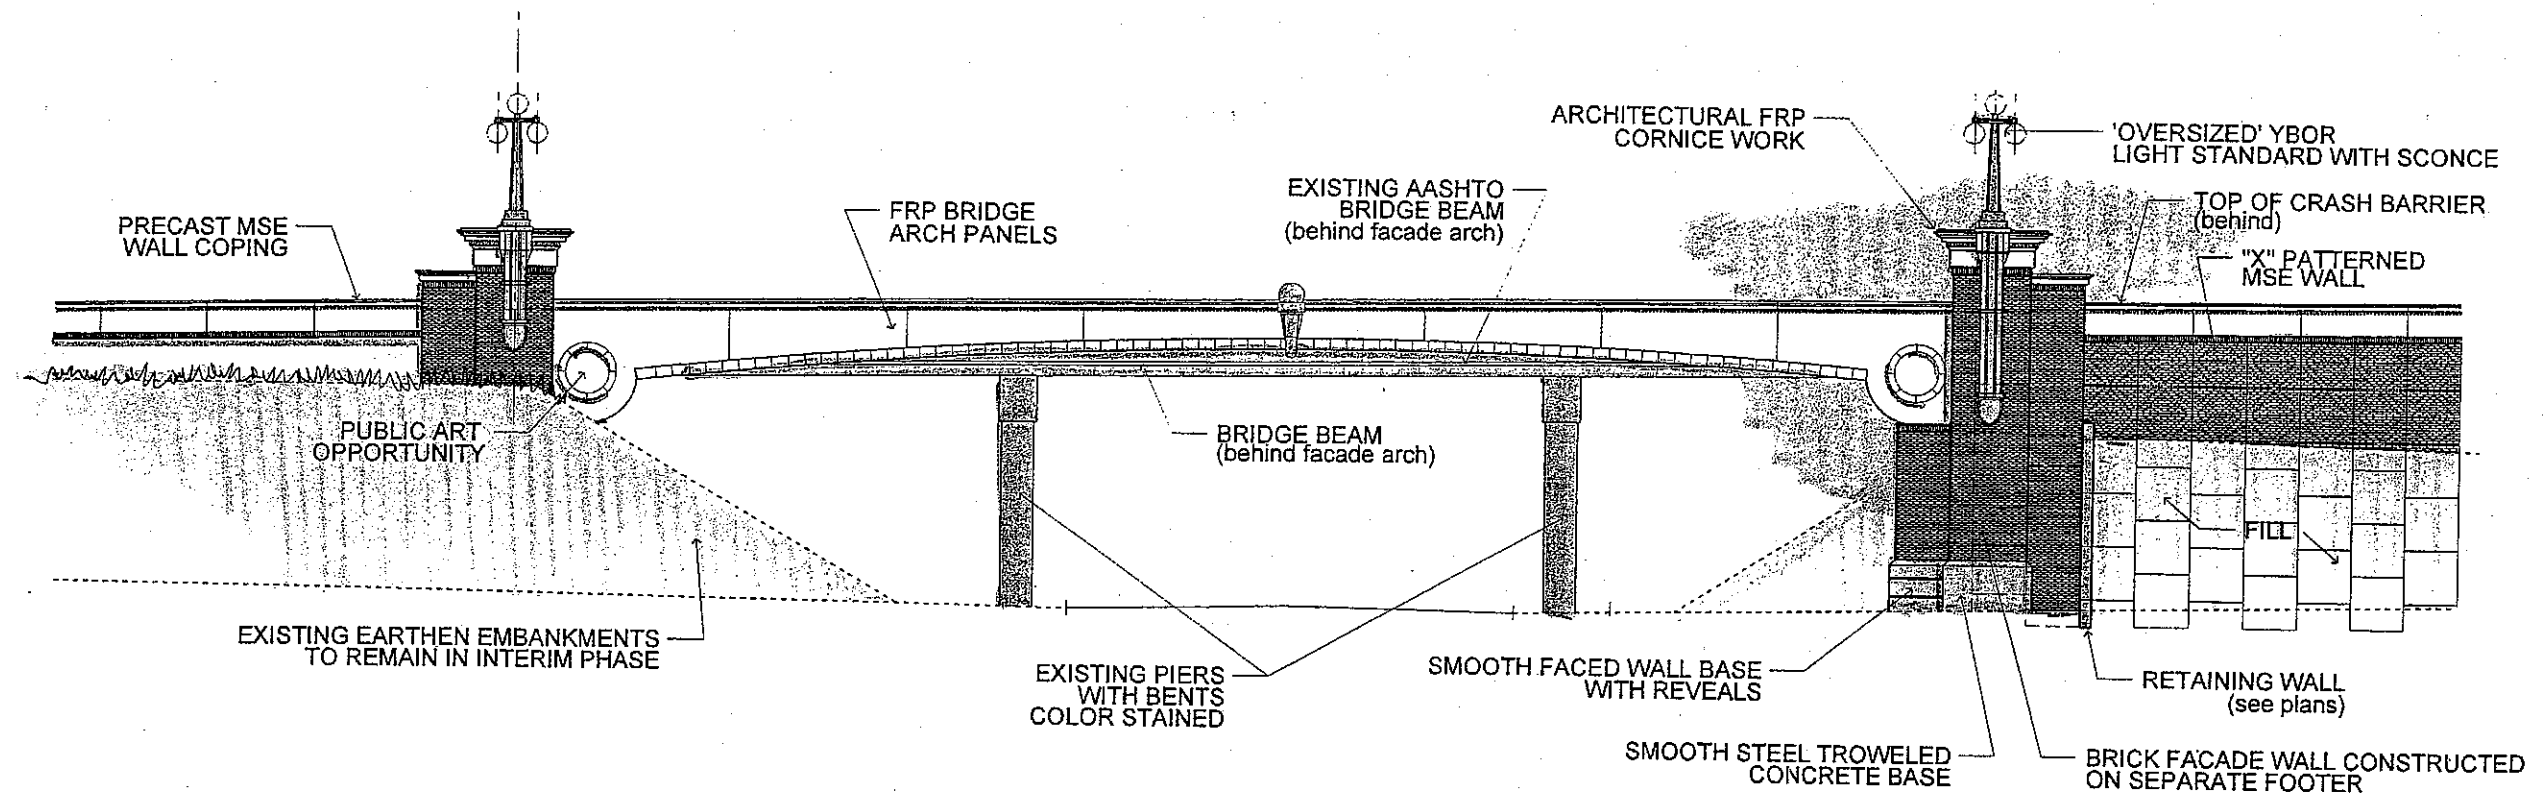 ARCHITECTURAL FRP
CORNICE WORK
'OVERSIZED' YBOR
LIGHT STANDARD WITH SCONCE
EXISTING AASHTO
BRIDGE BEAM
(behind facade arch)
TOP OF CRASH BARRIER
(behind)
PRECAST MSE
WALL COPING
FRP BRIDGE
ARCH PANELS
"X" PATTERNED
MSE WALL
PUBLIC ART
OPPORTUNITY
BRIDGE BEAM
(behind facade arch)
FILL
EXISTING EARTHEN EMBANKMENTS
TO REMAIN IN INTERIM PHASE
EXISTING PIERS
WITH BENTS
COLOR STAINED
SMOOTH FACED WALL BASE
WITH REVEALS
RETAINING WALL
(see plans)
SMOOTH STEEL TROWELED
CONCRETE BASE
BRICK FACADE WALL CONSTRUCTED
ON SEPARATE FOOTER